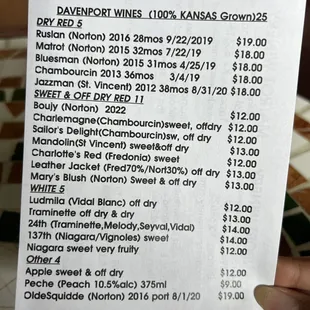 DAVENPORT WINES (100% KANSAS Grown)25
DRY RED 5
Ruslan (Norton) 2016 28mos 9/22/2019 $19.00
Matrot (Norton) 2015 32mos 7/22/19 $18.00
Bluesman (Norton) 2015 31mos 4/25/19 $18.00
Chambourcin 2013 36mos 3/4/19 $18.00
Jazzman (St. Vincent) 2012 38mos 8/31/20 $18.00
SWEET & OFF DRY RED 11
Boujy (Norton) 2022 $12.00
Charlemagne(Chambourcin)sweet, offdry $12.00
Sailor's Delight(Chambourcin)sw, off dry $12.00
Mandolin(St Vincent) sweet&off dry $13.00
Charlotte's Red (Fredonia) sweet $12.00
Leather Jacket (Fred70%/Nort30%) off dry $13.00
Mary's Blush (Norton) Sweet & off dry $13.00
WHITE 5
Ludmila (Vidal Blanc) off dry $12.00
Traminette off dry & dry $13.00
24th (Traminette,Melody,Seyval,Vidal) $14.00
137th (Niagara/Vignoles) sweet $14.00
Niagara sweet very fruity $12.00
Other 4
Apple sweet & off dry $12.00
Peche (Peach 10.5%alc) 375ml $9.00
OldeSquidde (Norton) 2016 port 8/1/20 $19.00